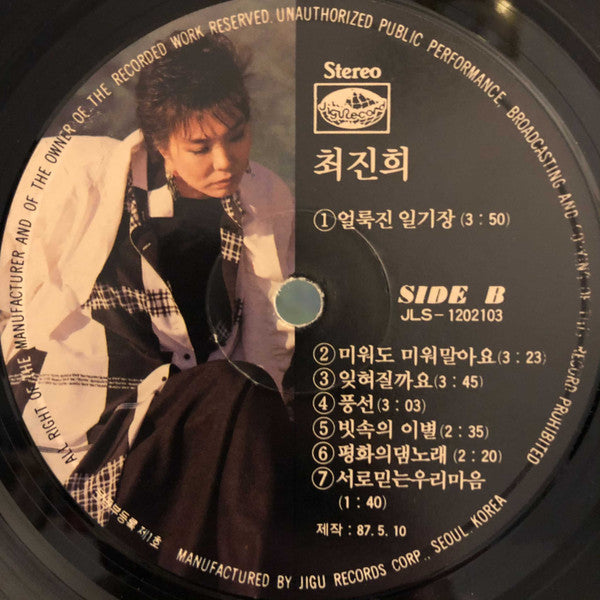 ALL RIGHT OF THE MANUFACTURER AND OF THE OWNER OF THE RECORDED WORK RESERVED. UNAUTHORIZED PUBLIC PERFORMANCE, BROADCASTING AND OF RECORD PROHIBITED
Stereo
최진희
①얼룩진 일기장 (3 : 50)
SIDE B
JLS-1202103
②미워도 미워말아요(3 : 23)
③잊혀질까요(3 : 45)
④풍선(3 : 03)
⑤빗속의 이별(2 : 35)
⑥평화의댐노래(2 : 20)
⑦서로믿는우리마음
(1 : 40)
제작 : 87. 5. 10
제1호
MANUFACTURED BY JIGU RECORDS CORP., SEOUL, KOREA